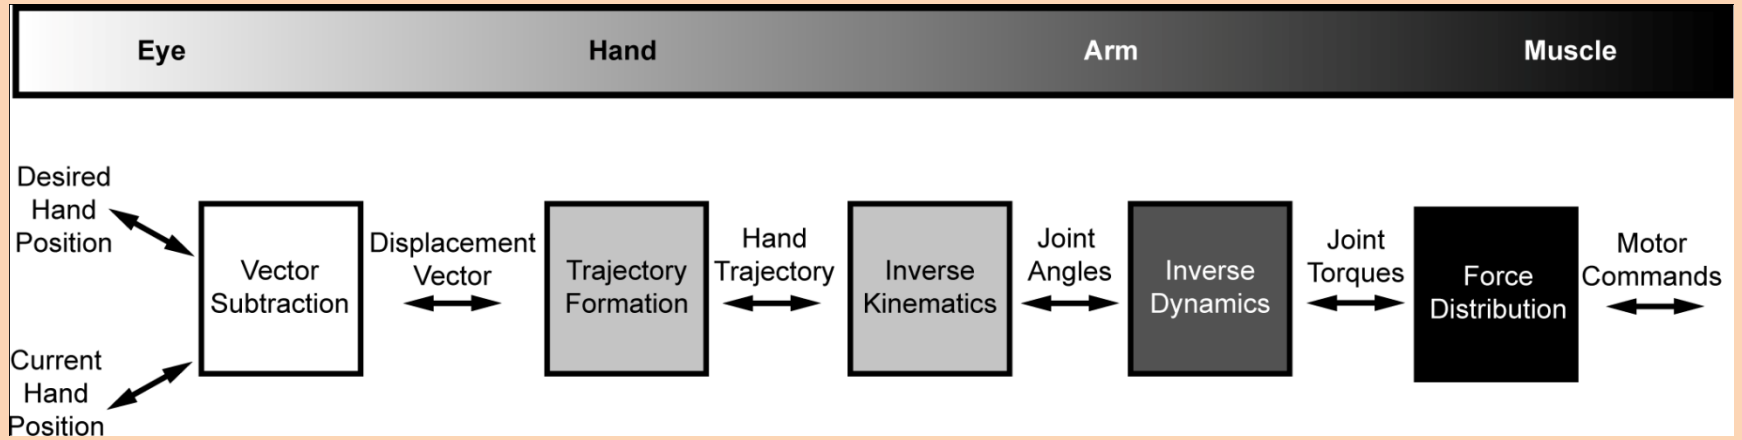 Eye
Hand
Arm
Muscle
Desired
Hand
Position
Current
Hand
Position
Vector
Subtraction
Displacement
Vector
Trajectory
Formation
Hand
Trajectory
Inverse
Kinematics
Joint
Angles
Inverse
Dynamics
Joint
Torques
Force
Distribution
Motor
Commands